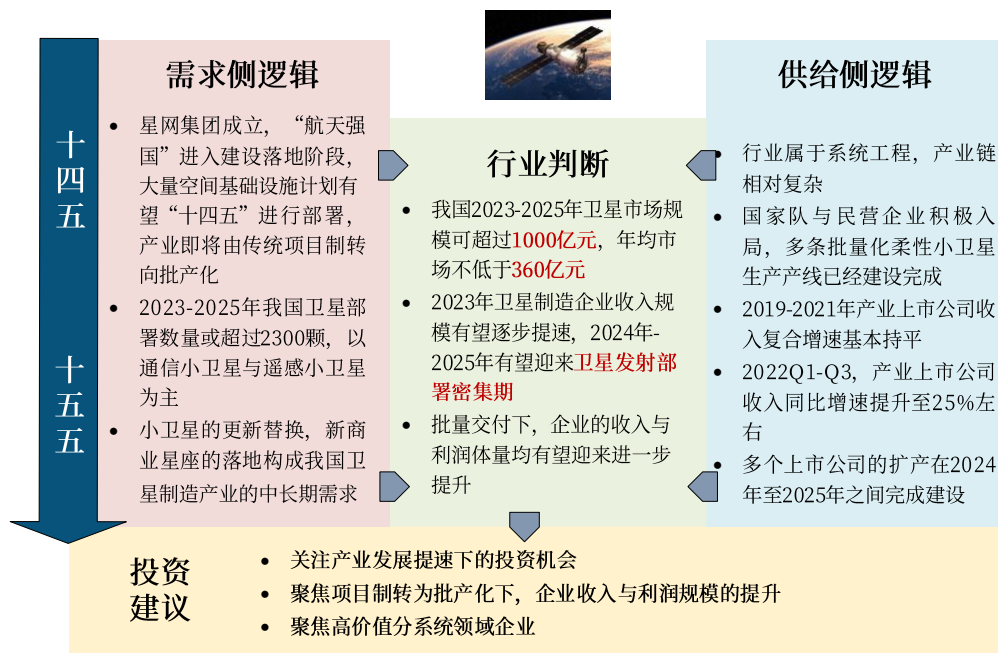 十
四
五
十
五
五
需求侧逻辑
• 星网集团成立，“航天强
国”进入建设落地阶段，
大量空间基础设施计划有
望“十四五”进行部署，
产业即将由传统项目制转
向批产化
• 2023-2025年我国卫星部
署数量或超过2300颗，以
通信小卫星与遥感小卫星
为主
• 小卫星的更新替换，新商
业星座的落地构成我国卫
星制造产业的中长期需求
行业判断
• 我国2023-2025年卫星市场规
模可超过1000亿元，年均市
场不低于360亿元
• 2023年卫星制造企业收入规
模有望逐步提速，2024年-
2025年有望迎来卫星发射部
署密集期
• 批量交付下，企业的收入与
利润体量均有望迎来进一步
提升
供给侧逻辑
• 行业属于系统工程，产业链
相对复杂
• 国家队与民营企业积极入
局，多条批量化柔性小卫星
生产产线已经建设完成
• 2019-2021年产业上市公司收
入复合增速基本持平
• 2022Q1-Q3，产业上市公司
收入同比增速提升至25%左
右
• 多个上市公司的扩产在2024
年至2025年之间完成建设
投资
建议
• 关注产业发展提速下的投资机会
• 聚焦项目制转为批产化下，企业收入与利润规模的提升
• 聚焦高价值分系统领域企业